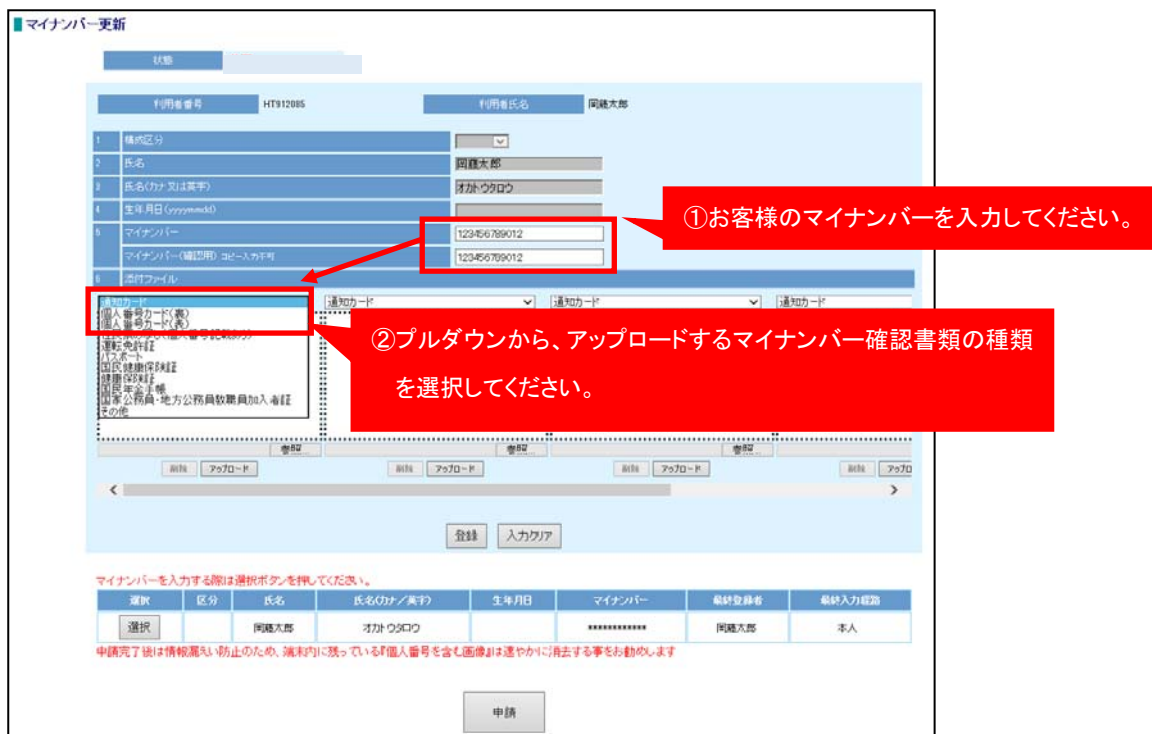 マイナンバー更新
状態
利用者番号 HT912085 利用者氏名 岡藤太郎
1 構成区分
2 氏名 岡藤太郎
3 氏名(カナ又は英字) オカトウタロウ
4 生年月日(yyyymmdd)
5 マイナンバー 123456789012
マイナンバー(確認用) コピー入力不可 123456789012
6 添付ファイル
①お客様のマイナンバーを入力してください。
通知カード 通知カード 通知カード 通知カード
個人番号カード(裏)
個人番号カード(表)
運転免許証
パスポート
国民健康保険証
健康保険証
国民年金手帳
国家公務員・地方公務員教職員加入者証
その他
②プルダウンから、アップロードするマイナンバー確認書類の種類
を選択してください。
参照... 参照... 参照...
削除 アップロード 削除 アップロード 削除 アップロード 削除 アップロ
登録 入力クリア
マイナンバーを入力する際は選択ボタンを押してください。
選択 区分 氏名 氏名(カナ/英字) 生年月日 マイナンバー 最終登録者 最終入力経路
選択 岡藤太郎 オカトウタロウ ************ 岡藤太郎 本人
申請完了後は情報漏えい防止のため、端末内に残っている『個人番号を含む画像』は速やかに消去する事をお勧めします
申請